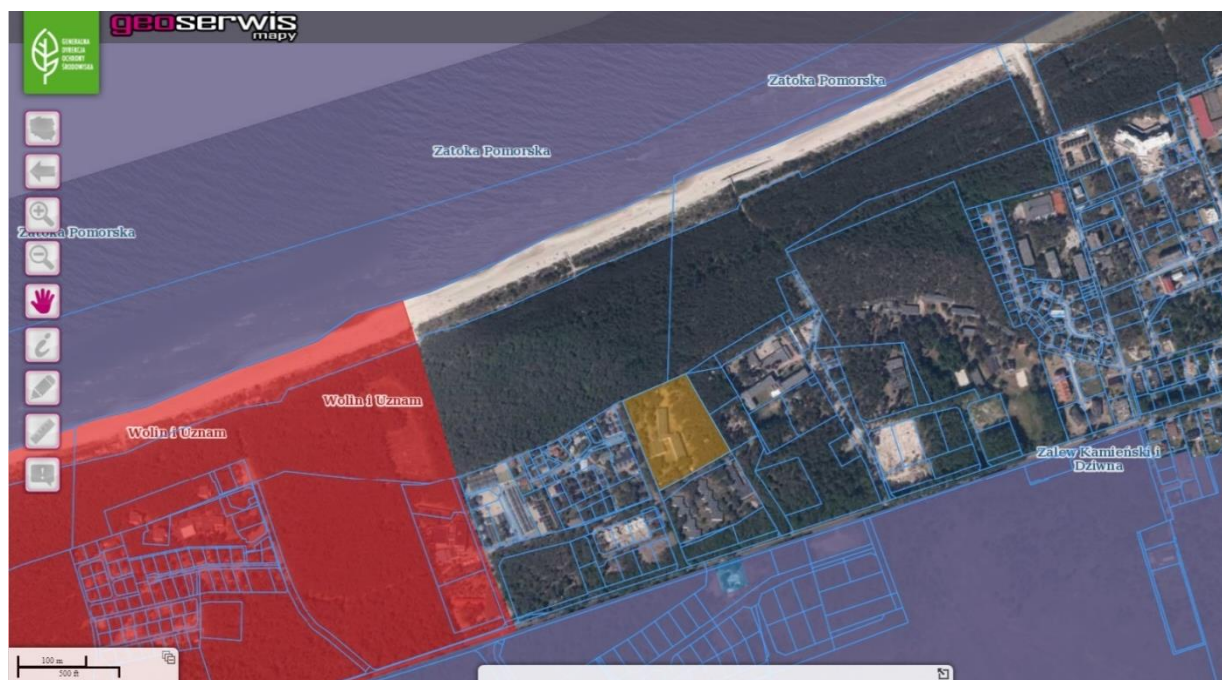 GENERALNA
DYREKCJA
OCHRONY
ŚRODOWISKA
geoserwis
mapy
Zatoka Pomorska
Zatoka Pomorska
Zatoka Pomorska
Wolin i Uznam
Wolin i Uznam
Zalew Kamieński i
Dziwna
100 m
500 ft